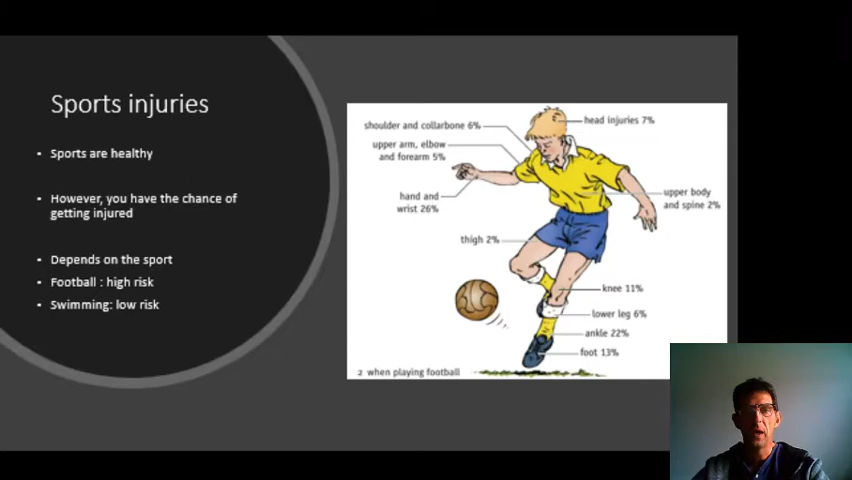 Sports injuries
▪ Sports are healthy
▪ However, you have the chance of
getting injured
▪ Depends on the sport
▪ Football : high risk
▪ Swimming: low risk
shoulder and collarbone 6%
head injuries 7%
upper arm, elbow
and forearm 5%
hand and
wrist 26%
upper body
and spine 2%
thigh 2%
knee 11%
lower leg 6%
ankle 22%
foot 13%
2 when playing football